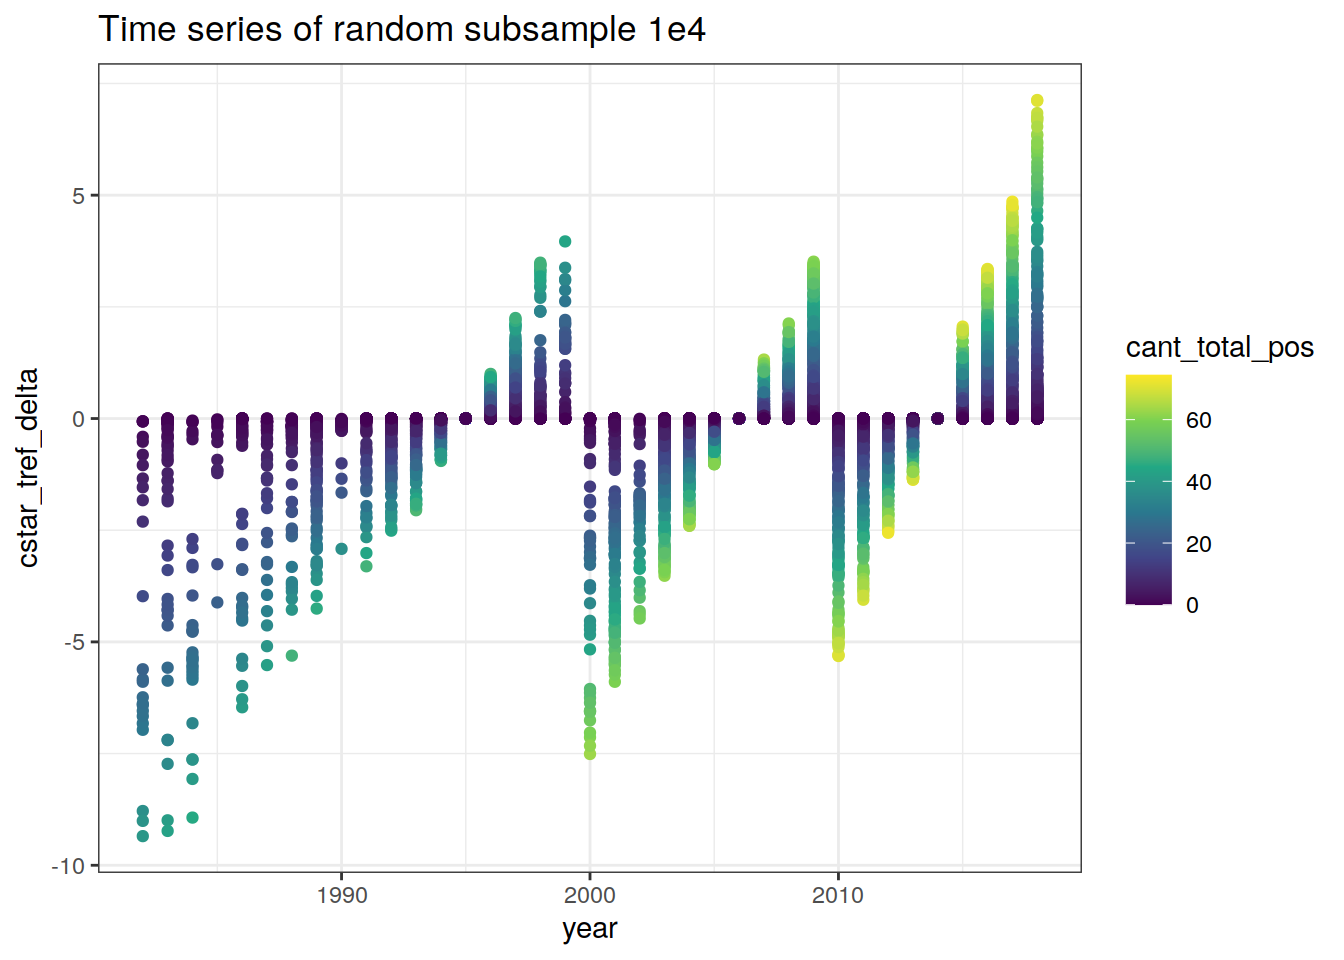 Time series of random subsample 1e4
cstar_tref_delta
5
0
-5
-10
1990
2000
2010
year
cant_total_pos
60
40
20
0